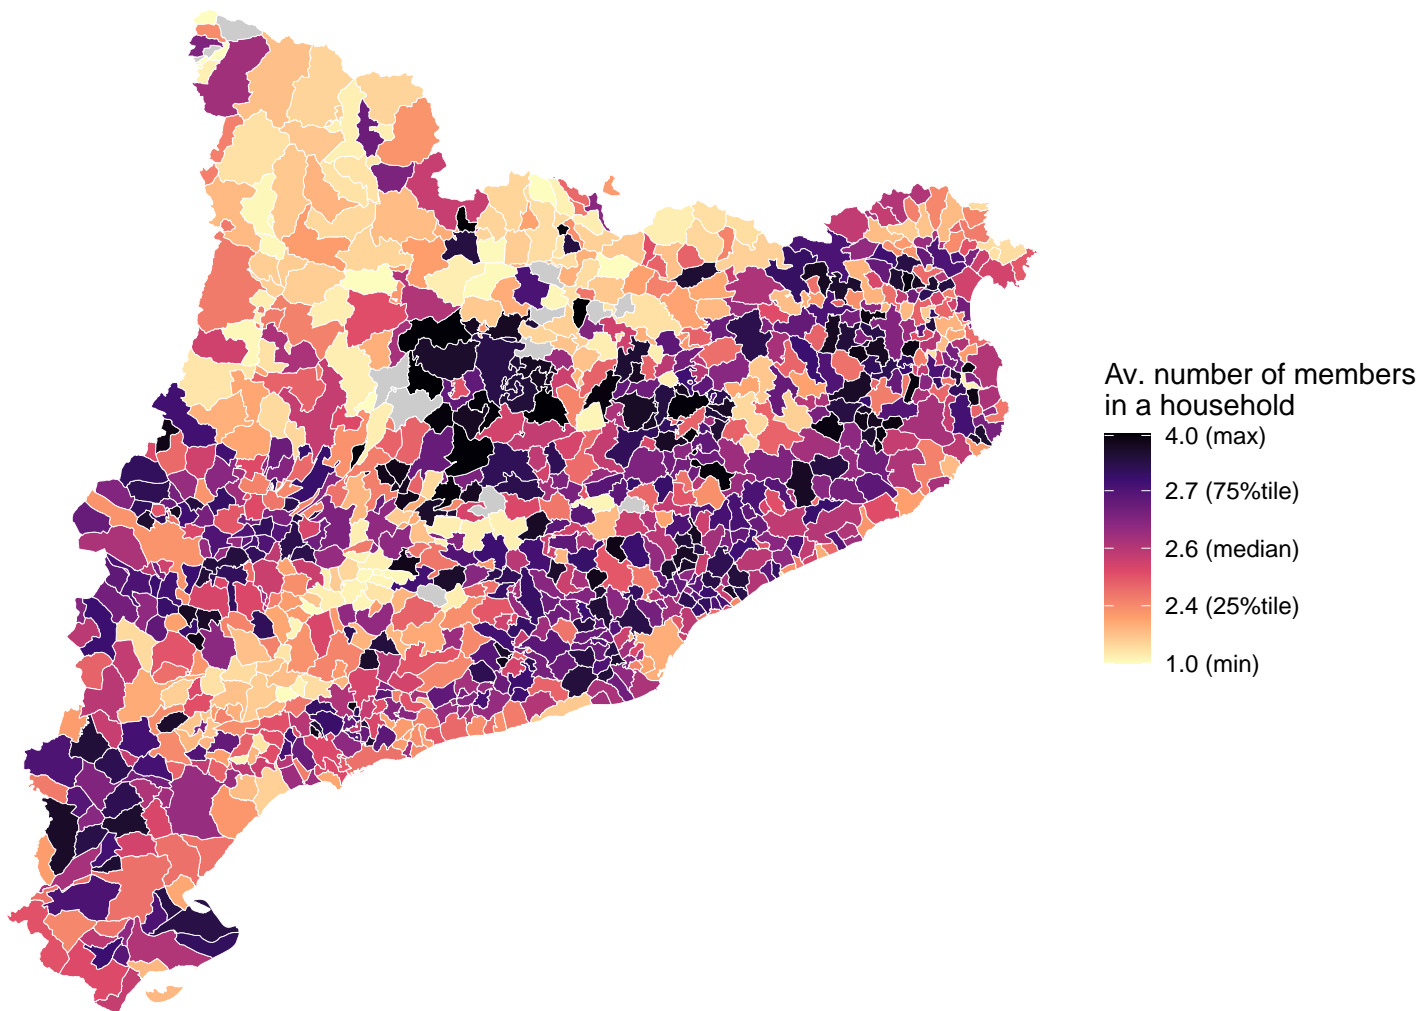 Av. number of members
in a household
4.0 (max)
2.7 (75%tile)
2.6 (median)
2.4 (25%tile)
1.0 (min)